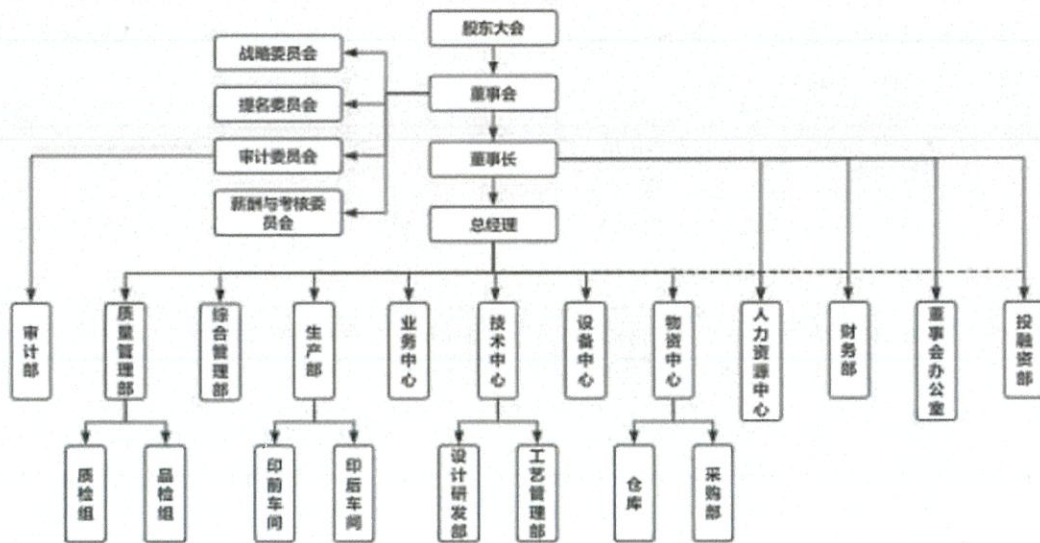 股东大会
战略委员会
董事会
提名委员会
审计委员会
董事长
薪酬与考核委
员会
总经理
审计部
质量管理部
综合管理部
生产部
业务中心
技术中心
设备中心
物资中心
人力资源中心
财务部
董事会办公室
投融资部
质检组
品检组
印前车间
印后车间
设计研发部
工艺管理部
仓库
采购部